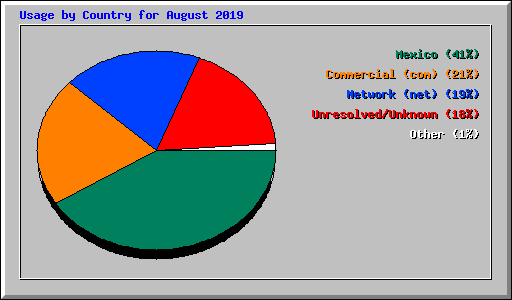 Usage by Country for August 2019
Mexico (41%)
Commercial (com) (21%)
Network (net) (19%)
Unresolved/Unknown (18%)
Other (1%)